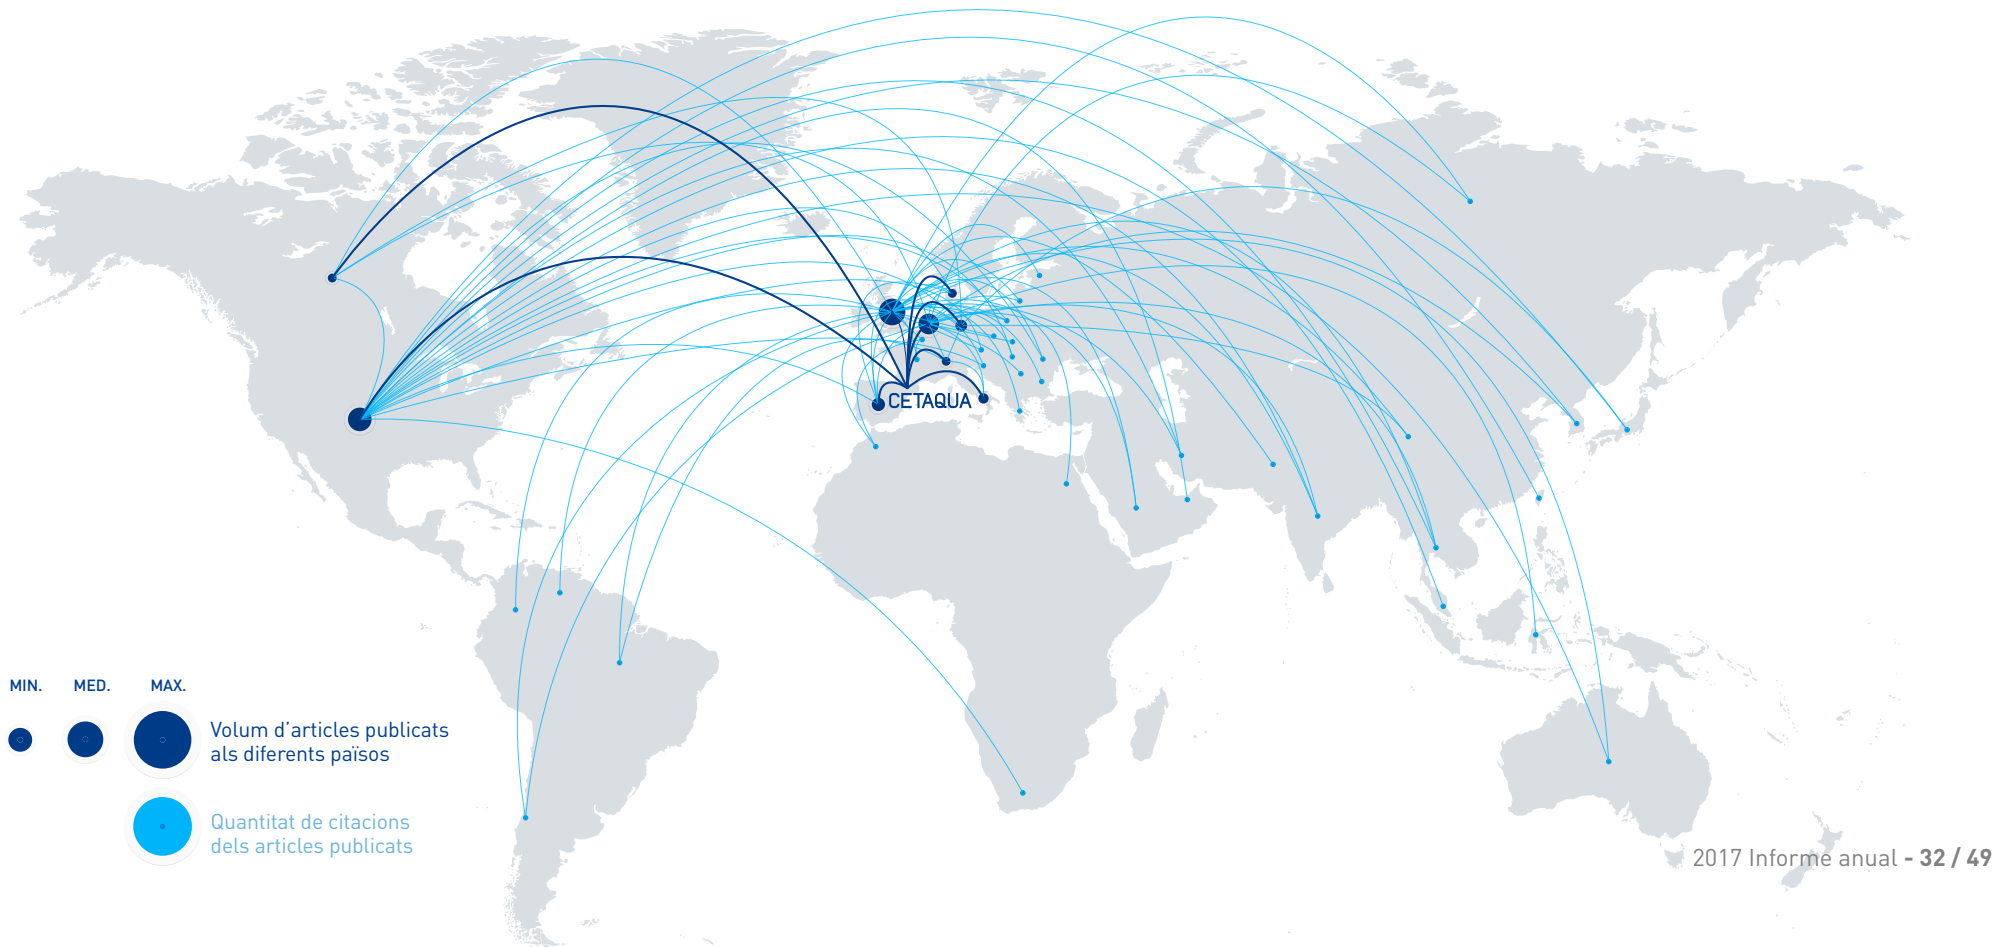 CETAQUA
MIN. MED. MAX.
Volum d’articles publicats
als diferents països
Quantitat de citacions
dels articles publicats
2017 Informe anual - 32 / 49